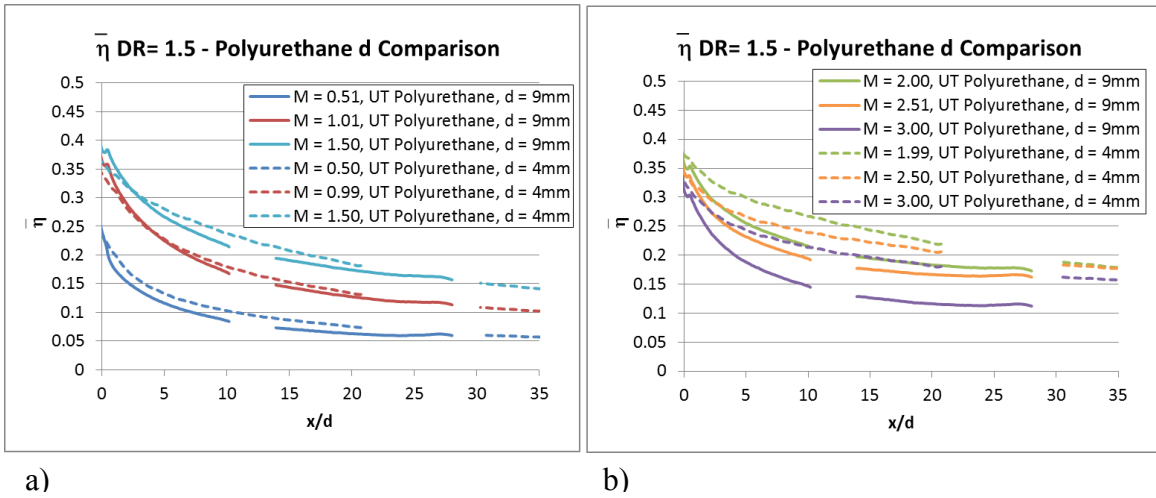 η̅ DR= 1.5 - Polyurethane d Comparison
0.5
0.45
0.4
0.35
0.3
0.25
0.2
0.15
0.1
0.05
0
η̅
M = 0.51, UT Polyurethane, d = 9mm
M = 1.01, UT Polyurethane, d = 9mm
M = 1.50, UT Polyurethane, d = 9mm
M = 0.50, UT Polyurethane, d = 4mm
M = 0.99, UT Polyurethane, d = 4mm
M = 1.50, UT Polyurethane, d = 4mm
0 5 10 15 20 25 30 35
x/d
a)
η̅ DR= 1.5 - Polyurethane d Comparison
0.5
0.45
0.4
0.35
0.3
0.25
0.2
0.15
0.1
0.05
0
η̅
M = 2.00, UT Polyurethane, d = 9mm
M = 2.51, UT Polyurethane, d = 9mm
M = 3.00, UT Polyurethane, d = 9mm
M = 1.99, UT Polyurethane, d = 4mm
M = 2.50, UT Polyurethane, d = 4mm
M = 3.00, UT Polyurethane, d = 4mm
0 5 10 15 20 25 30 35
x/d
b)